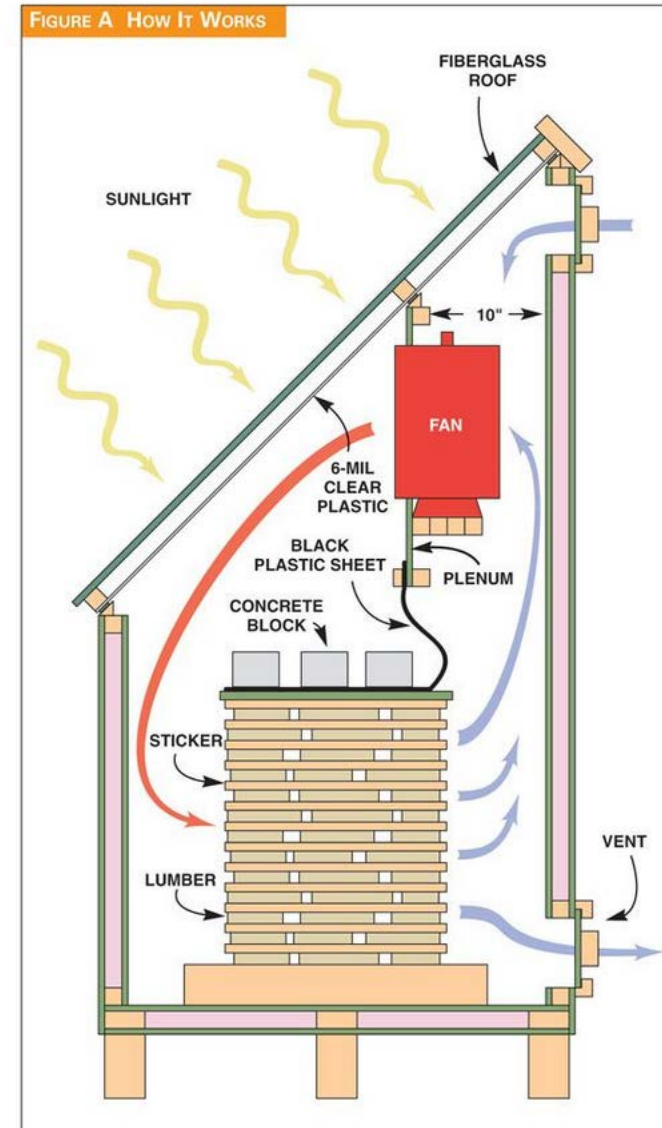 FIGURE A HOW IT WORKS
FIBERGLASS
ROOF
SUNLIGHT
10"
FAN
6-MIL
CLEAR
PLASTIC
BLACK
PLASTIC SHEET
PLENUM
CONCRETE
BLOCK
STICKER
VENT
LUMBER